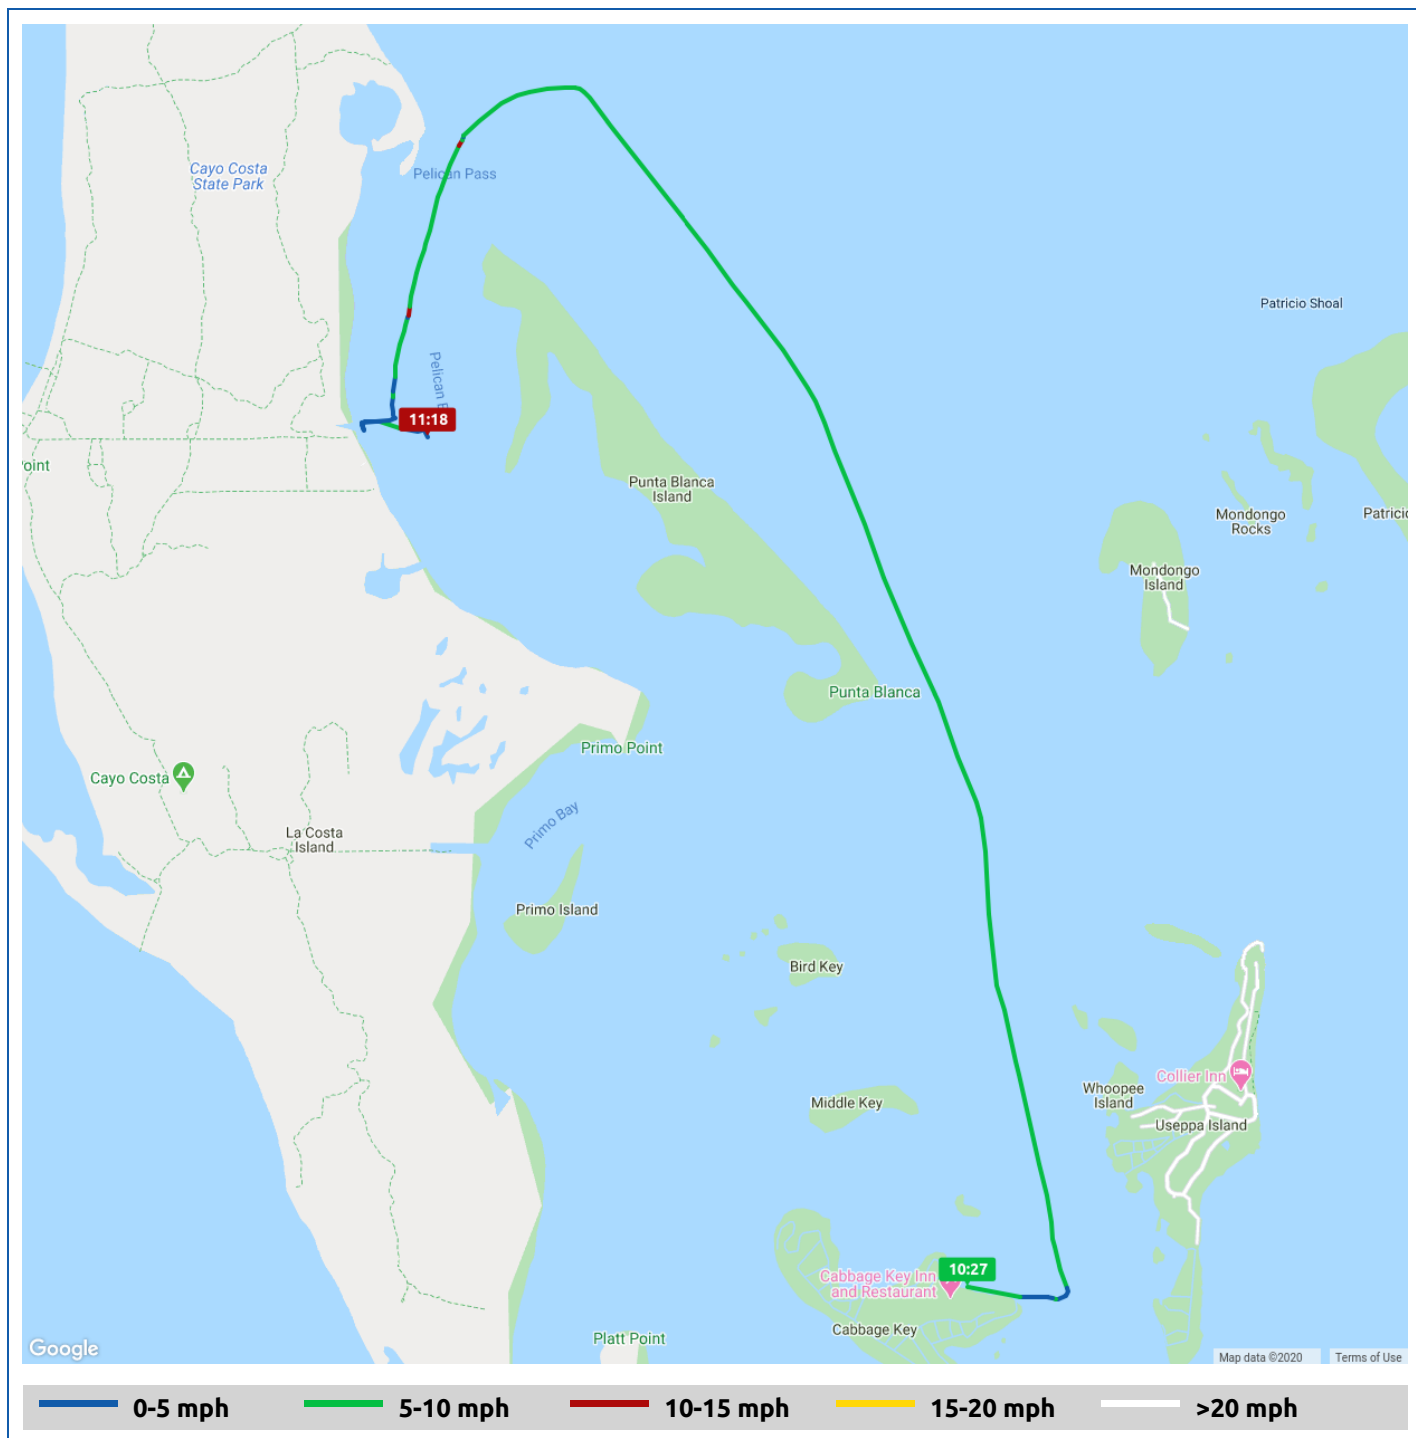 Cayo Costa
State Park
Pelican Pass
Patricio Shoal
Pelican B
11:18
oint
Punta Blanca
Island
Mondongo
Rocks
Patricio
Mondongo
Island
Punta Blanca
Primo Point
Cayo Costa
Primo Bay
La Costa
Island
Primo Island
Bird Key
Collier Inn
Whoopee
Island
Middle Key
Useppa Island
10:27
Cabbage Key Inn
and Restaurant
Cabbage Key
Platt Point
Google
Map data ©2020
Terms of Use
0-5 mph
5-10 mph
10-15 mph
15-20 mph
>20 mph